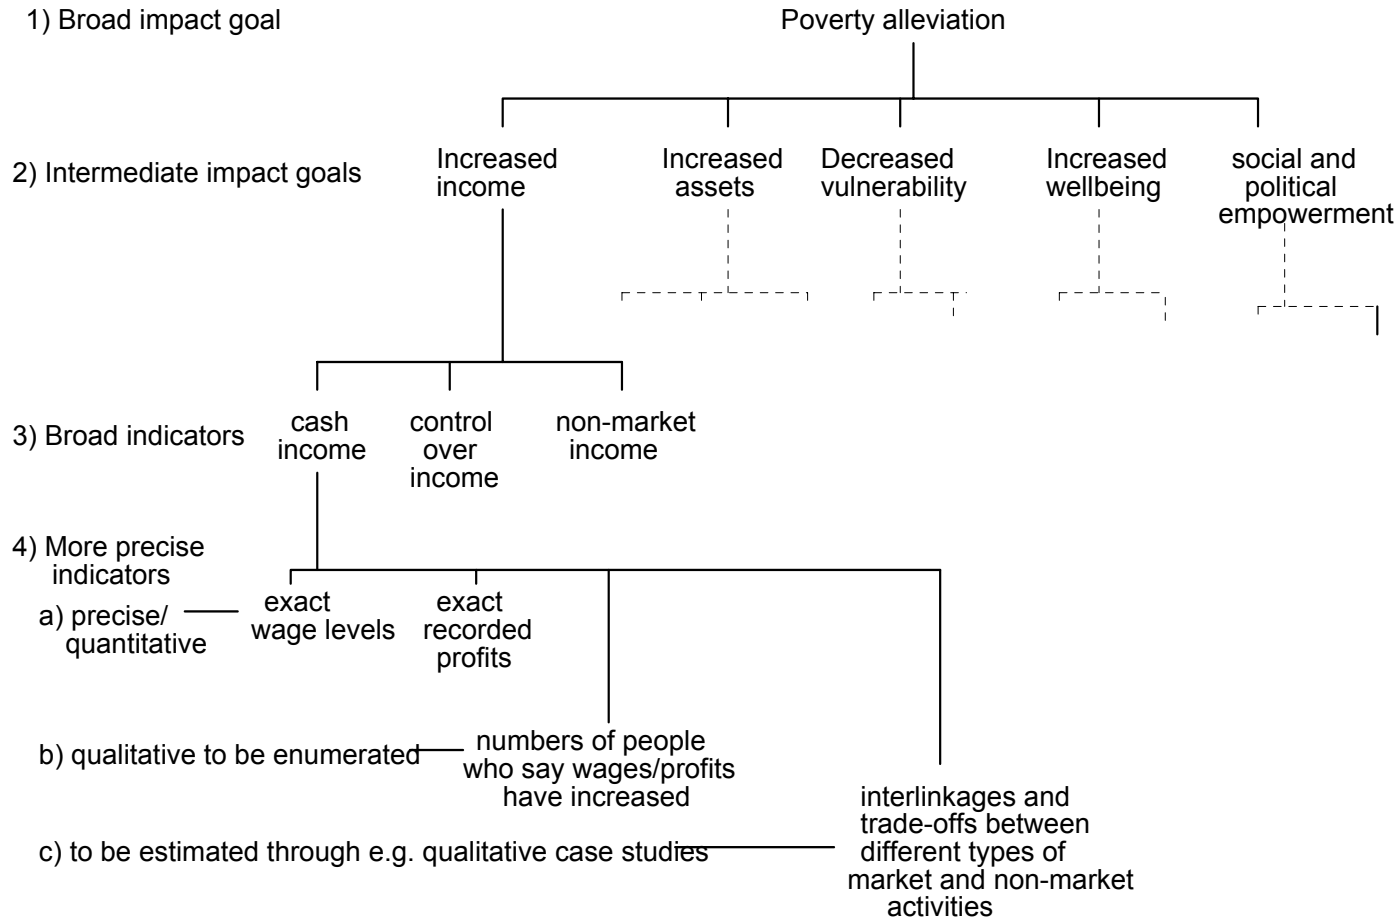 1) Broad impact goal
Poverty alleviation
2) Intermediate impact goals
Increased
income
Increased
assets
Decreased
vulnerability
Increased
wellbeing
social and
political
empowerment
3) Broad indicators
cash
income
control
over
income
non-market
income
4) More precise
indicators
a) precise/
quantitative
exact
wage levels
exact
recorded
profits
b) qualitative to be enumerated
numbers of people
who say wages/profits
have increased
c) to be estimated through e.g. qualitative case studies
interlinkages and
trade-offs between
different types of
market and non-market
activities